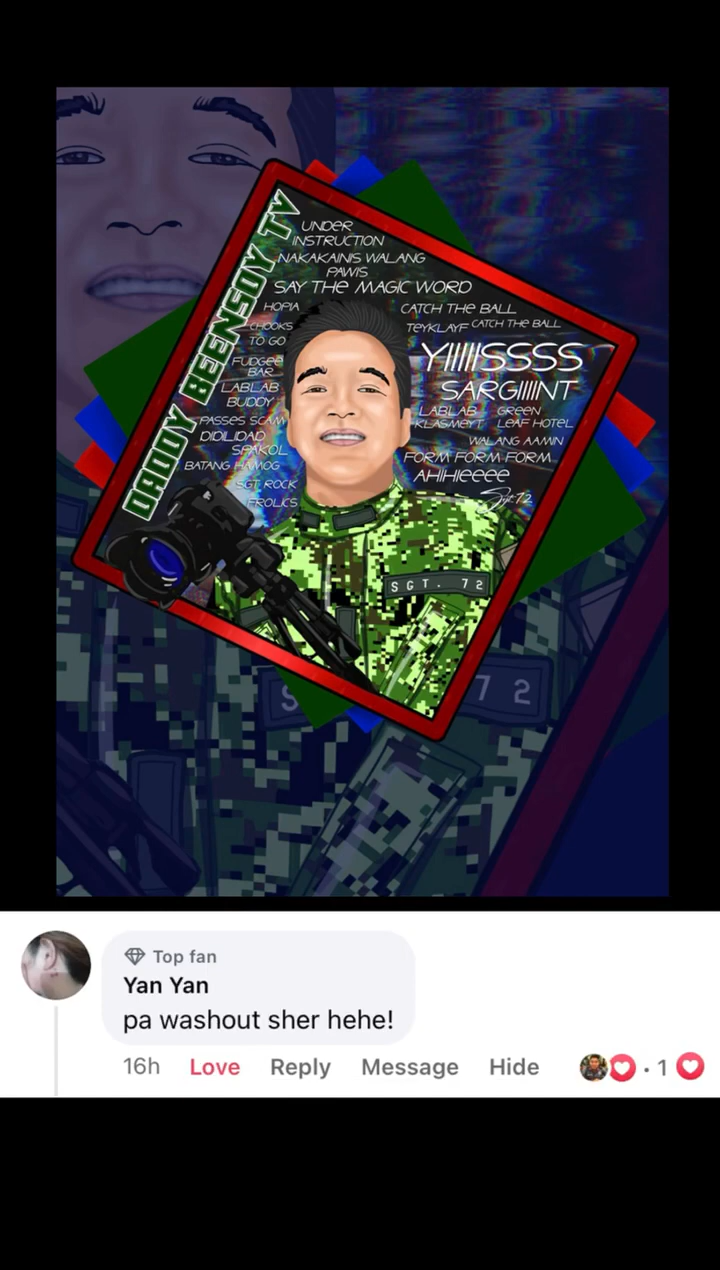 DADDY BEENSOY TV
UNDER
INSTRUCTION
NAKAKAINIS WALANG
PAWIS
SAY THE MAGIC WORD
HOPIA
CHOOKS
TO GO
FUDGEE
BAR
LABLAB
BUDDY
PASSES SCAM
DIDILIDAD
SPAKOL
BATANG HAMOG
SGT ROCK
FROLICS
CATCH THE BALL
TEYKLAYF CATCH THE BALL
YIIIIISSSS
SARGIIIINT
LABLAB
KLASMEYT
GREEN
LEAF HOTEL
WALANG AAMIN
FORM FORM FORM
AHIHIEEEE
SGT. 72
S
72
Top fan
Yan Yan
pa washout sher hehe!
16h Love Reply Message Hide · 1